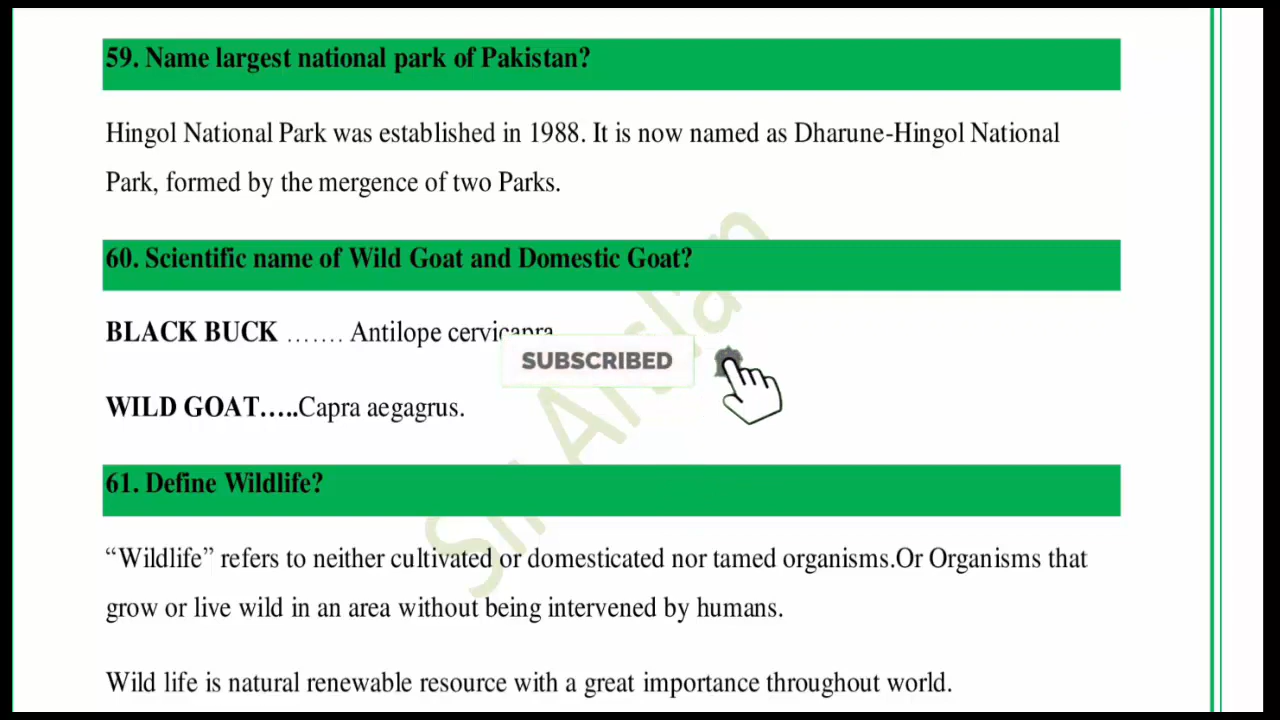 59. Name largest national park of Pakistan?
Hingol National Park was established in 1988. It is now named as Dharune-Hingol National
Park, formed by the mergence of two Parks.
60. Scientific name of Wild Goat and Domestic Goat?
BLACK BUCK ....... Antilope cervicapra
SUBSCRIBED
WILD GOAT.....Capra aegagrus.
61. Define Wildlife?
“Wildlife” refers to neither cultivated or domesticated nor tamed organisms.Or Organisms that
grow or live wild in an area without being intervened by humans.
Wild life is natural renewable resource with a great importance throughout world.
Sir Arslan